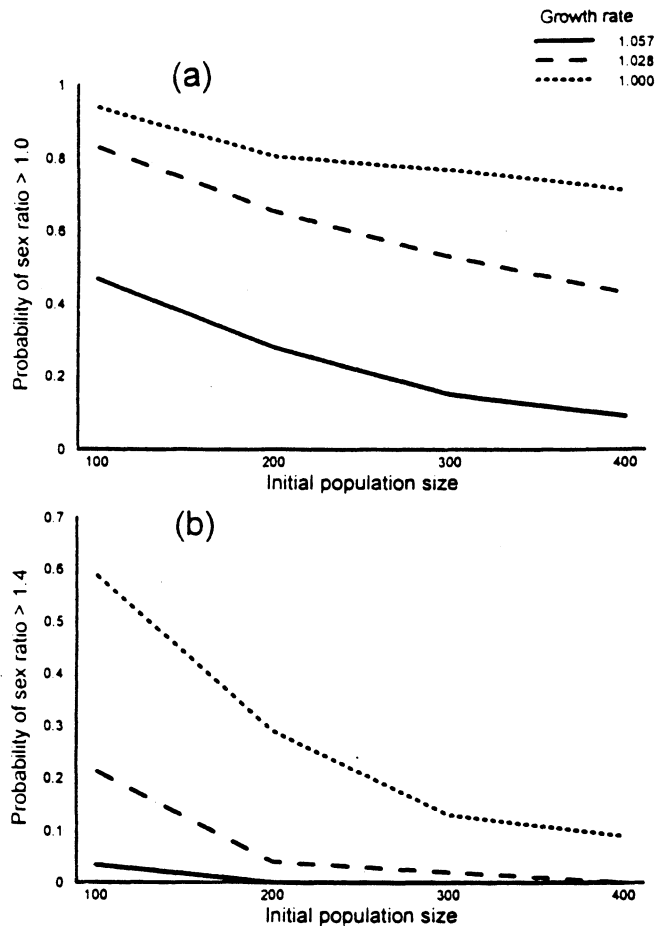 Growth rate
1.057
1.028
1.000
(a)
Probability of sex ratio > 1.0
1
0.8
0.6
0.4
0.2
0
100 200 300 400
Initial population size
(b)
Probability of sex ratio > 1.4
0.7
0.6
0.5
0.4
0.3
0.2
0.1
0
100 200 300 400
Initial population size